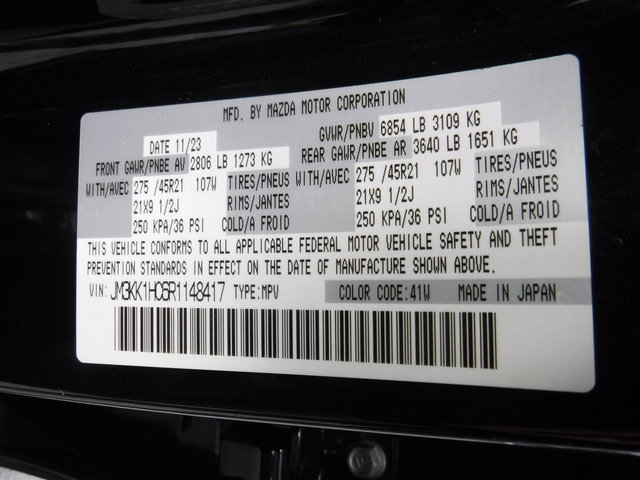 MFD. BY MAZDA MOTOR CORPORATION
DATE 11/23 GVWR/PNBV 6854 LB 3109 KG
FRONT GAWR/PNBE AV 2806 LB 1273 KG REAR GAWR/PNBE AR 3640 LB 1651 KG
WITH/AVEC 275 /45R21 107W TIRES/PNEUS WITH/AVEC 275 /45R21 107W TIRES/PNEUS
21X9 1/2J RIMS/JANTES 21X9 1/2J RIMS/JANTES
250 KPA/36 PSI COLD/A FROID 250 KPA/36 PSI COLD/A FROID
THIS VEHICLE CONFORMS TO ALL APPLICABLE FEDERAL MOTOR VEHICLE SAFETY AND THEFT
PREVENTION STANDARDS IN EFFECT ON THE DATE OF MANUFACTURE SHOWN ABOVE.
VIN: JM3KK1HC6R1148417 TYPE:MPV COLOR CODE:41W MADE IN JAPAN